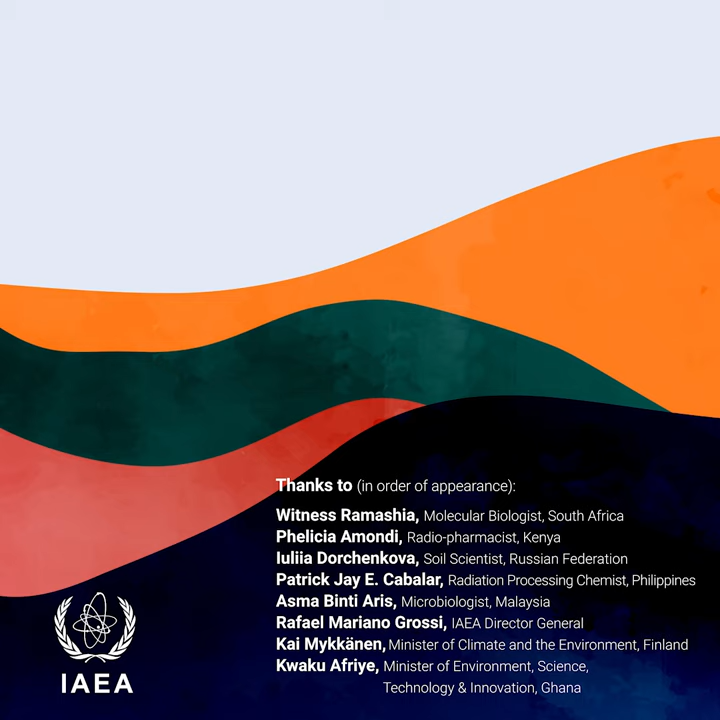 Thanks to (in order of appearance):
Witness Ramashia, Molecular Biologist, South Africa
Phelicia Amondi, Radio-pharmacist, Kenya
Iuliia Dorchenkova, Soil Scientist, Russian Federation
Patrick Jay E. Cabalar, Radiation Processing Chemist, Philippines
Asma Binti Aris, Microbiologist, Malaysia
Rafael Mariano Grossi, IAEA Director General
Kai Mykkänen, Minister of Climate and the Environment, Finland
Kwaku Afriye, Minister of Environment, Science,
Technology & Innovation, Ghana
IAEA